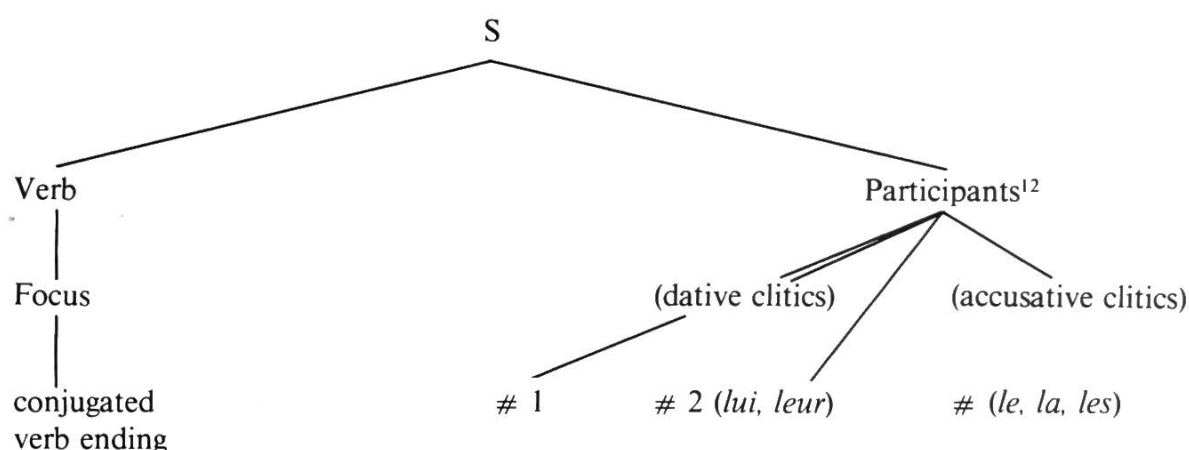 S
Verb
Participants¹²
Focus
(dative clitics)
(accusative clitics)
conjugated
verb ending
# 1
# 2 (lui, leur)
# (le, la, les)